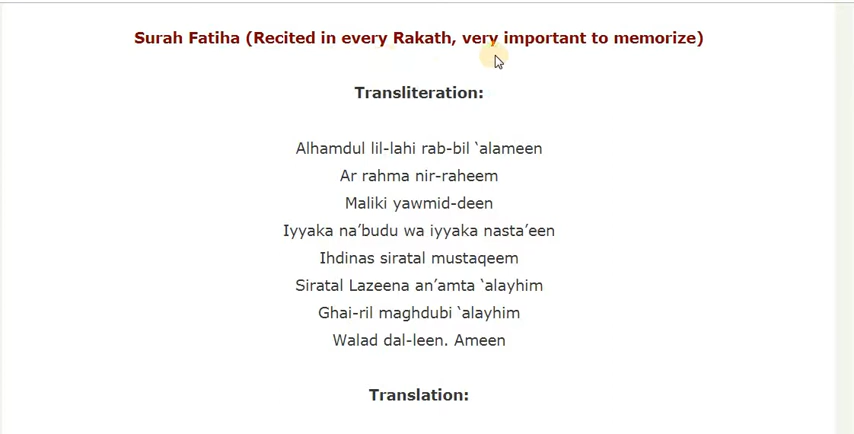 Surah Fatiha (Recited in every Rakath, very important to memorize)
Transliteration:
Alhamdul lil-lahi rab-bil ‛alameen
Ar rahma nir-raheem
Maliki yawmid-deen
Iyyaka na’budu wa iyyaka nasta’een
Ihdinas siratal mustaqeem
Siratal Lazeena an’amta ‛alayhim
Ghai-ril maghdubi ‛alayhim
Walad dal-leen. Ameen
Translation: